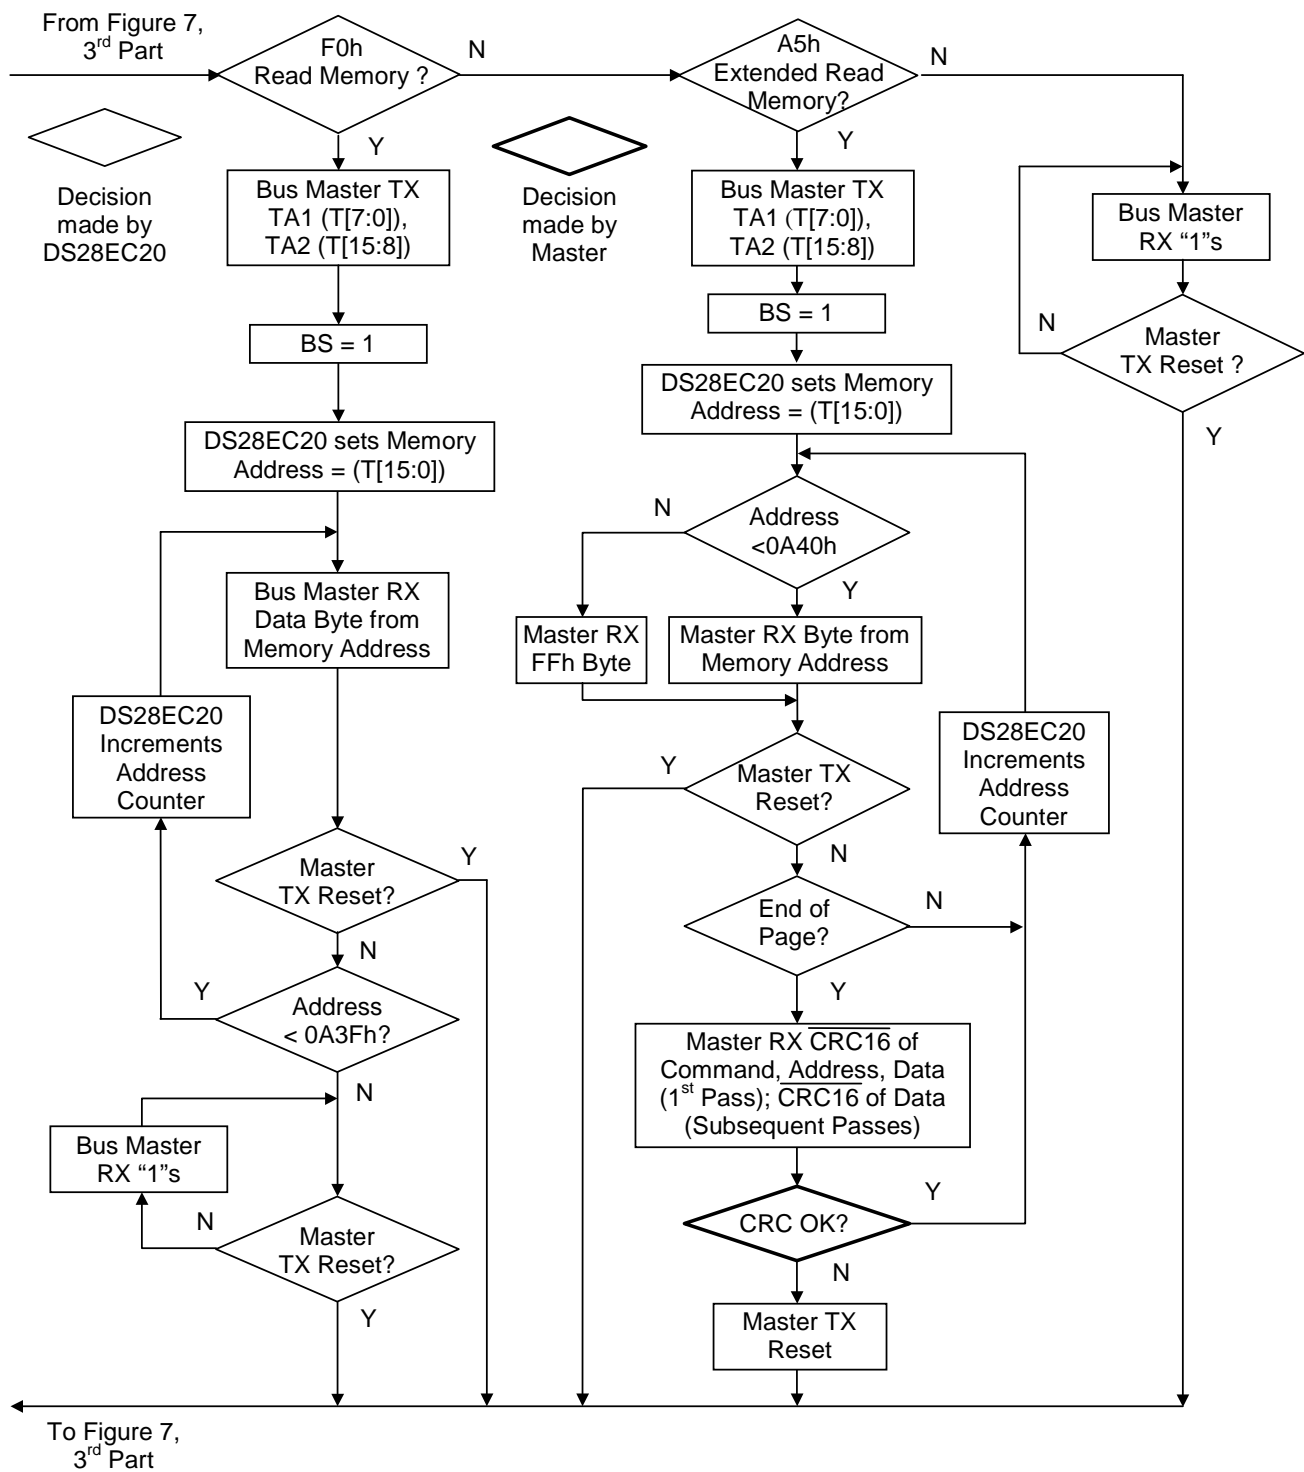 From Figure 7,
3rd Part
F0h
Read Memory ?
N
A5h
Extended Read
Memory?
N
Y
Y
Decision
made by
DS28EC20
Bus Master TX
TA1 (T[7:0]),
TA2 (T[15:8])
Decision
made by
Master
Bus Master TX
TA1 (T[7:0]),
TA2 (T[15:8])
Bus Master
RX “1”s
BS = 1
BS = 1
N
Master
TX Reset ?
Y
DS28EC20 sets Memory
Address = (T[15:0])
DS28EC20 sets Memory
Address = (T[15:0])
N
Address
<0A40h
Y
Bus Master RX
Data Byte from
Memory Address
Master RX
FFh Byte
Master RX Byte from
Memory Address
DS28EC20
Increments
Address
Counter
Y
Master TX
Reset?
N
DS28EC20
Increments
Address
Counter
Master
TX Reset?
Y
N
End of
Page?
N
Y
Y
Address
< 0A3Fh?
N
Master RX CRC16 of
Command, Address, Data
(1st Pass); CRC16 of Data
(Subsequent Passes)
Bus Master
RX “1”s
N
Master
TX Reset?
Y
CRC OK?
Y
N
Master TX
Reset
To Figure 7,
3rd Part